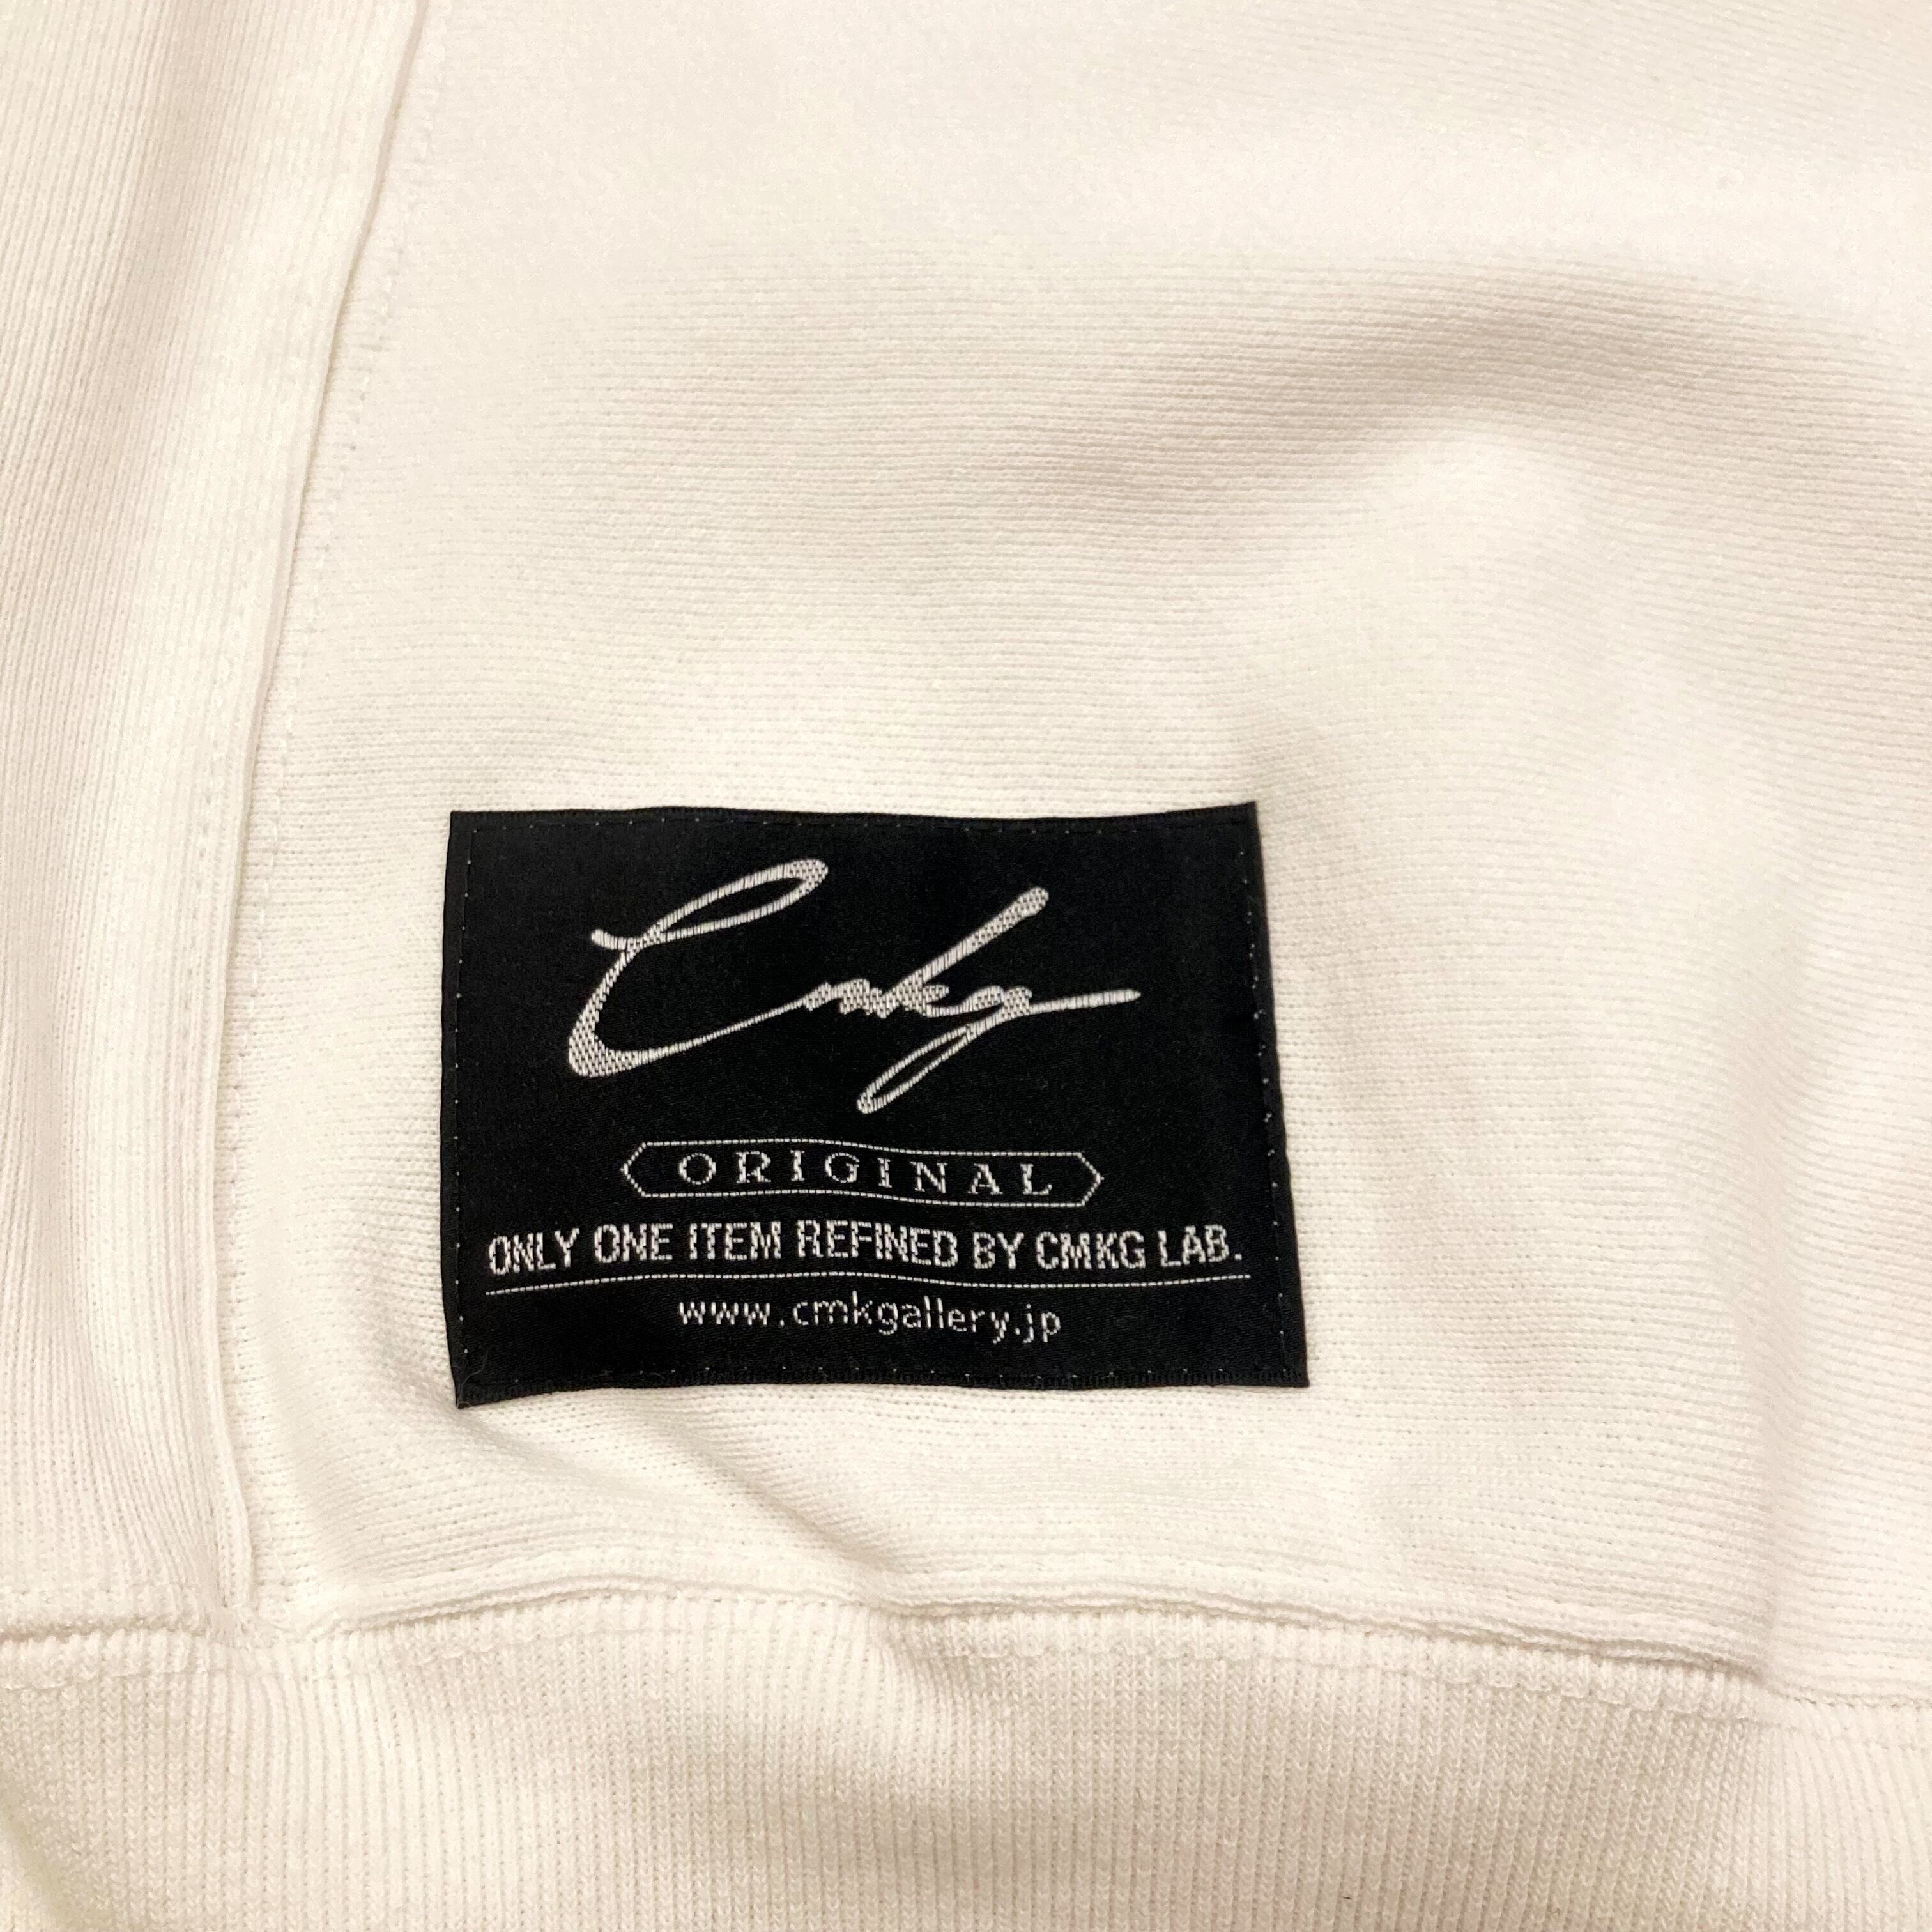 Cmkg
ORIGINAL
ONLY ONE ITEM REFINED BY CMKG LAB.
www.cmkgallery.jp